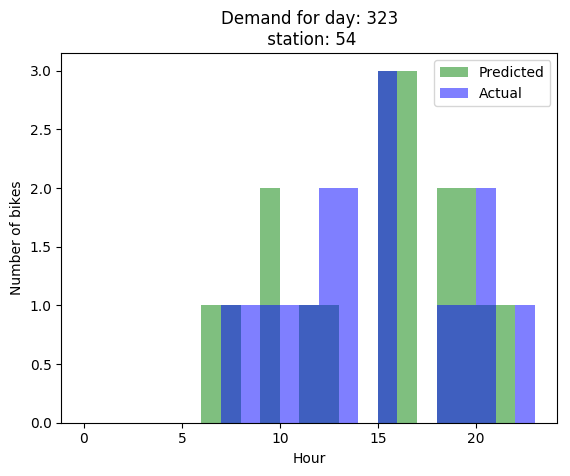 Demand for day: 323
station: 54
Predicted
Actual
Number of bikes
3.0
2.5
2.0
1.5
1.0
0.5
0.0
0
5
10
15
20
Hour